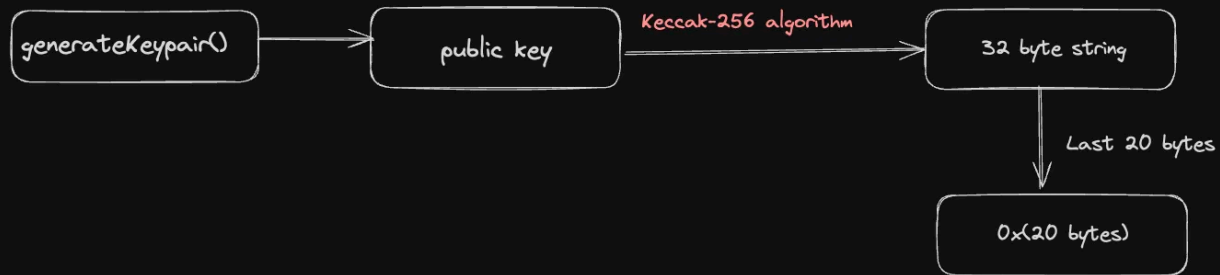 generateKeypair()
public key
Keccak-256 algorithm
32 byte string
Last 20 bytes
0x(20 bytes)